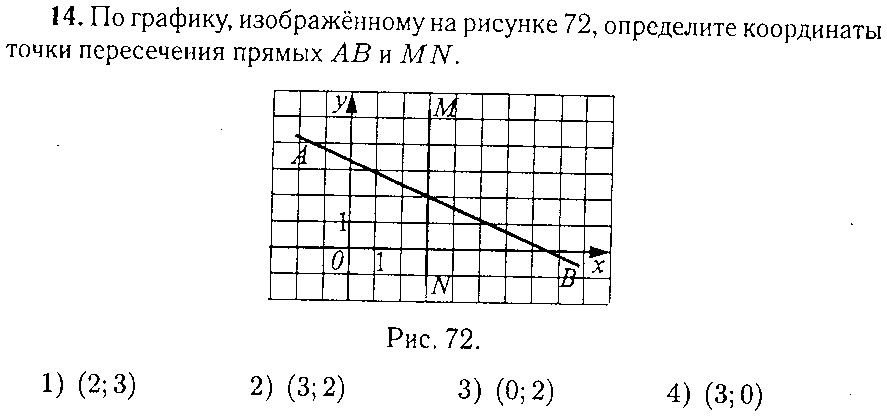 14. По графику, изображённому на рисунке 72, определите координаты
точки пересечения прямых AB и MN.
y M
A
1
0 1 N B x
Рис. 72.
1) (2; 3) 2) (3; 2) 3) (0; 2) 4) (3; 0)